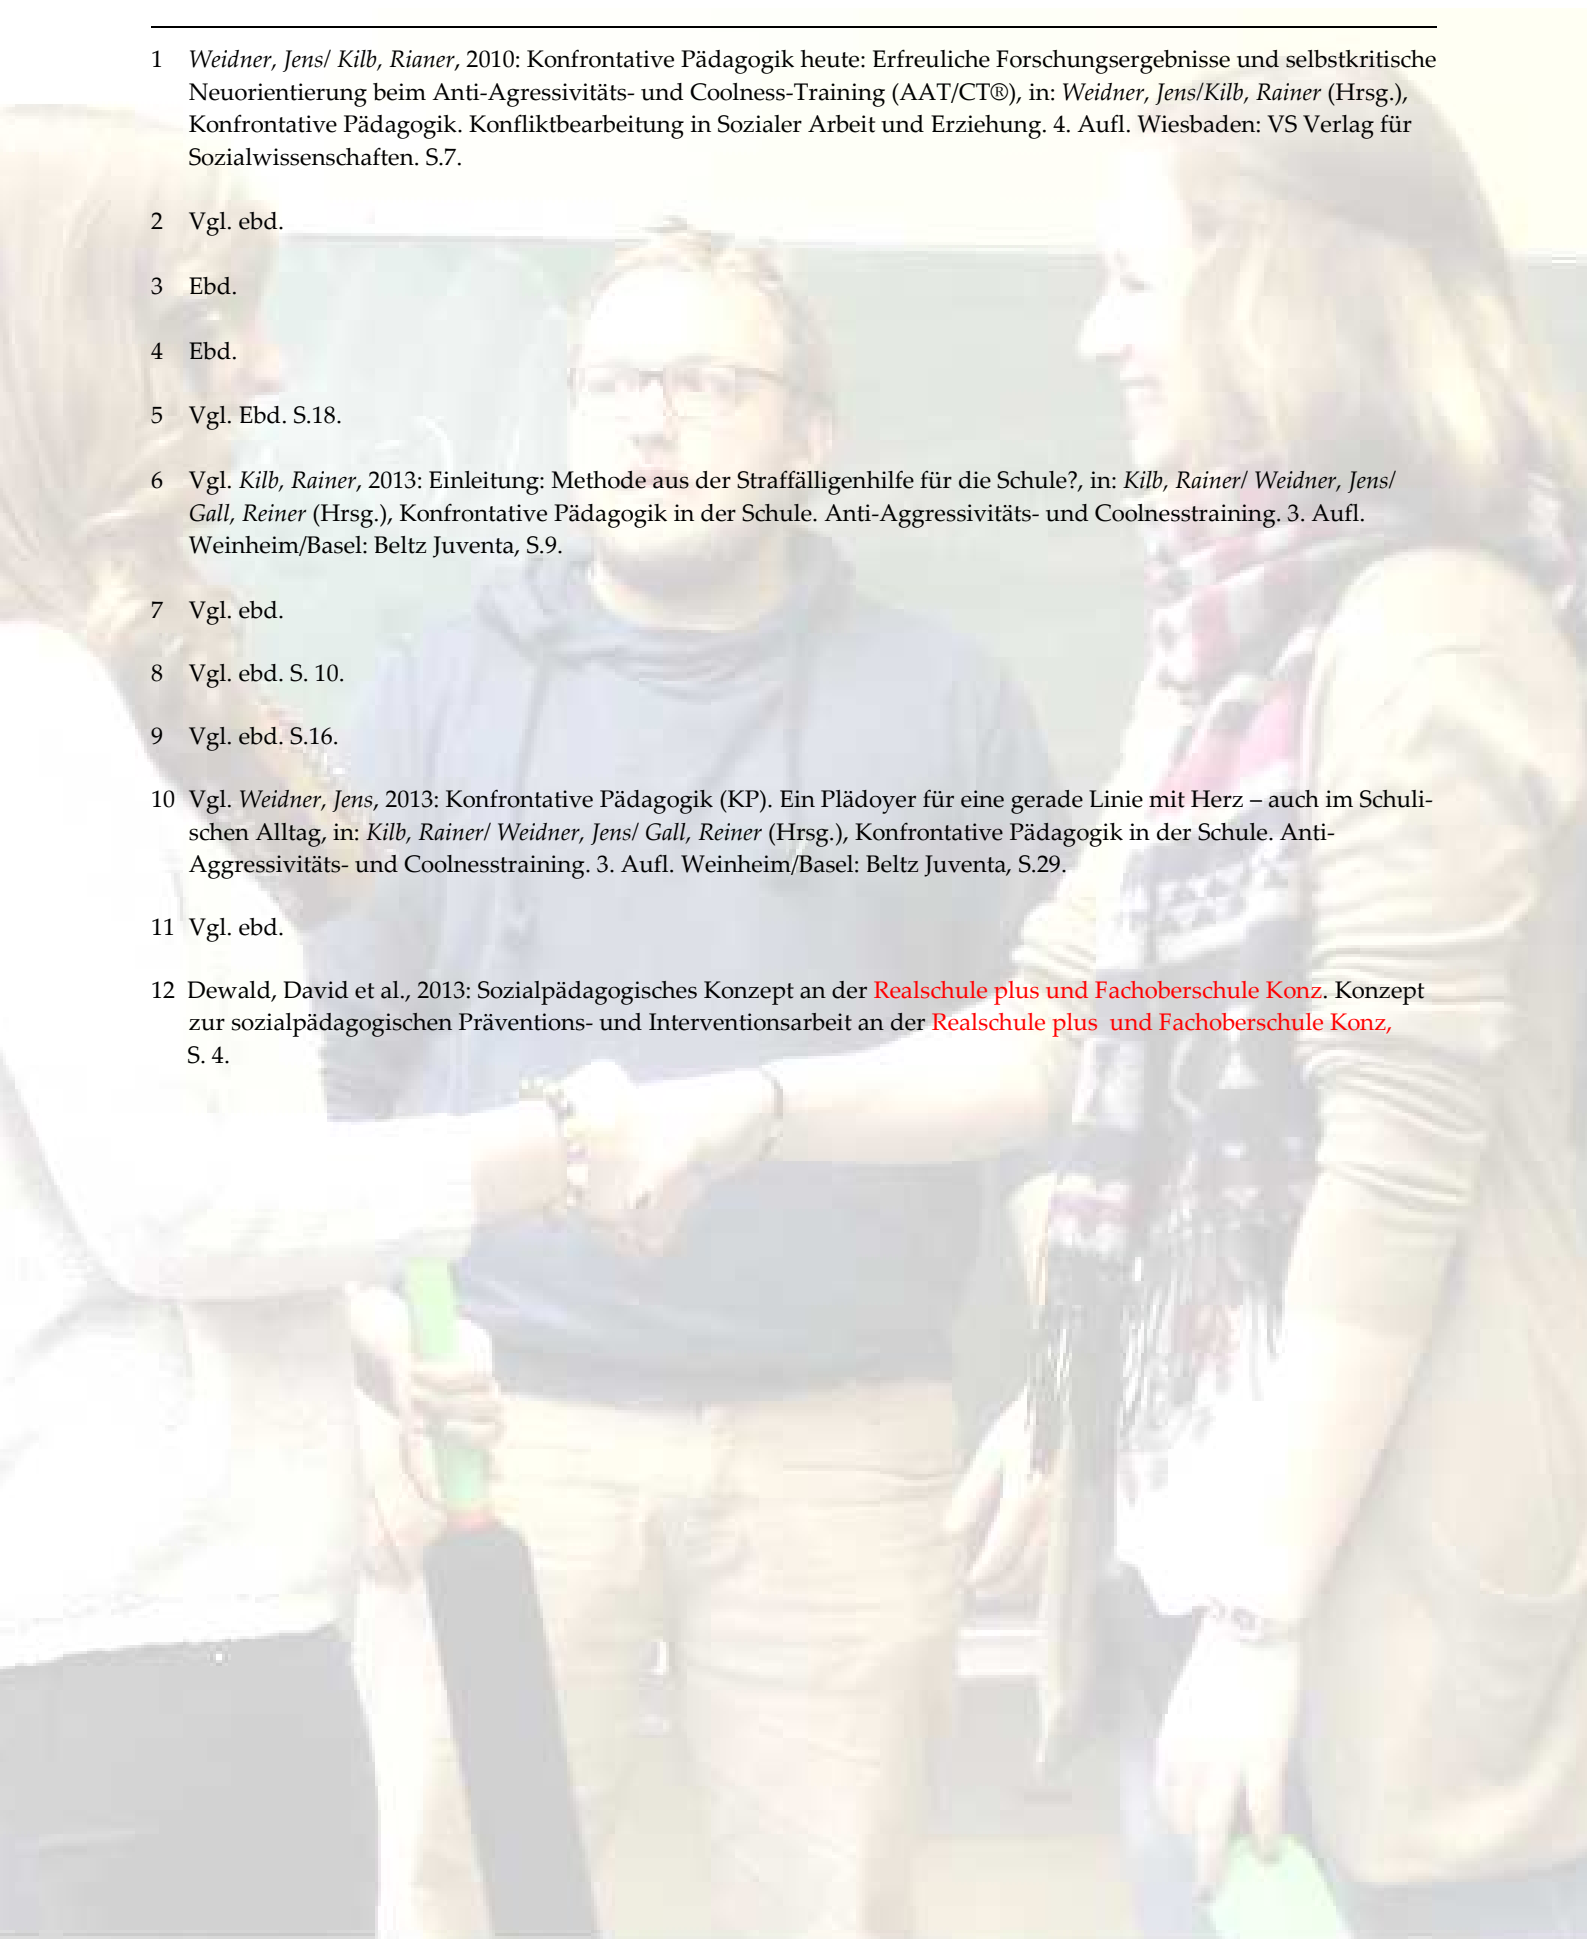 1 Weidner, Jens/ Kilb, Rianer, 2010: Konfrontative Pädagogik heute: Erfreuliche Forschungsergebnisse und selbstkritische
Neuorientierung beim Anti-Agressivitäts- und Coolness-Training (AAT/CT®), in: Weidner, Jens/Kilb, Rainer (Hrsg.),
Konfrontative Pädagogik. Konfliktbearbeitung in Sozialer Arbeit und Erziehung. 4. Aufl. Wiesbaden: VS Verlag für
Sozialwissenschaften. S.7.
2 Vgl. ebd.
3 Ebd.
4 Ebd.
5 Vgl. Ebd. S.18.
6 Vgl. Kilb, Rainer, 2013: Einleitung: Methode aus der Straffälligenhilfe für die Schule?, in: Kilb, Rainer/ Weidner, Jens/
Gall, Reiner (Hrsg.), Konfrontative Pädagogik in der Schule. Anti-Aggressivitäts- und Coolnesstraining. 3. Aufl.
Weinheim/Basel: Beltz Juventa, S.9.
7 Vgl. ebd.
8 Vgl. ebd. S. 10.
9 Vgl. ebd. S.16.
10 Vgl. Weidner, Jens, 2013: Konfrontative Pädagogik (KP). Ein Plädoyer für eine gerade Linie mit Herz – auch im Schuli-
schen Alltag, in: Kilb, Rainer/ Weidner, Jens/ Gall, Reiner (Hrsg.), Konfrontative Pädagogik in der Schule. Anti-
Aggressivitäts- und Coolnesstraining. 3. Aufl. Weinheim/Basel: Beltz Juventa, S.29.
11 Vgl. ebd.
12 Dewald, David et al., 2013: Sozialpädagogisches Konzept an der Realschule plus und Fachoberschule Konz. Konzept
zur sozialpädagogischen Präventions- und Interventionsarbeit an der Realschule plus und Fachoberschule Konz,
S. 4.